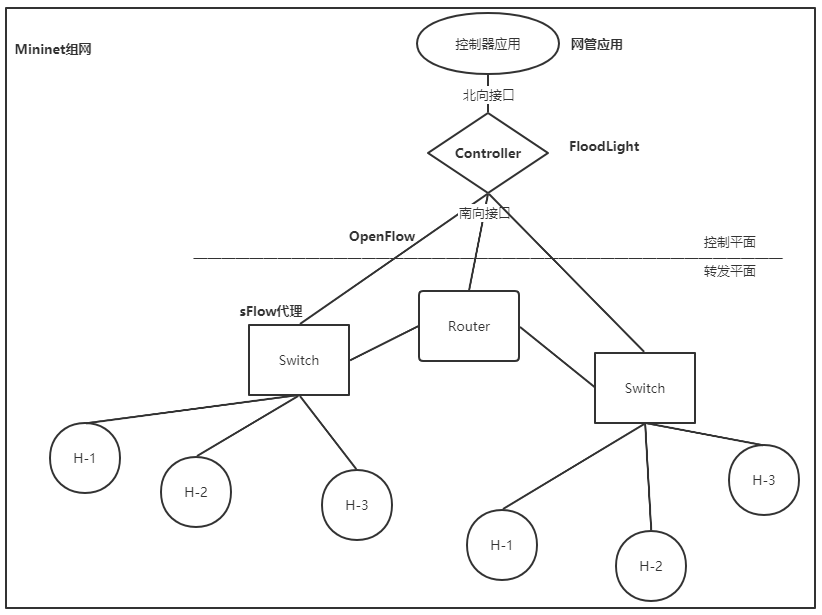 控制器应用
网管应用
Mininet组网
北向接口
Controller
FloodLight
南向接口
OpenFlow
控制平面
转发平面
sFlow代理
Router
Switch
Switch
H-1
H-2
H-3
H-3
H-1
H-2